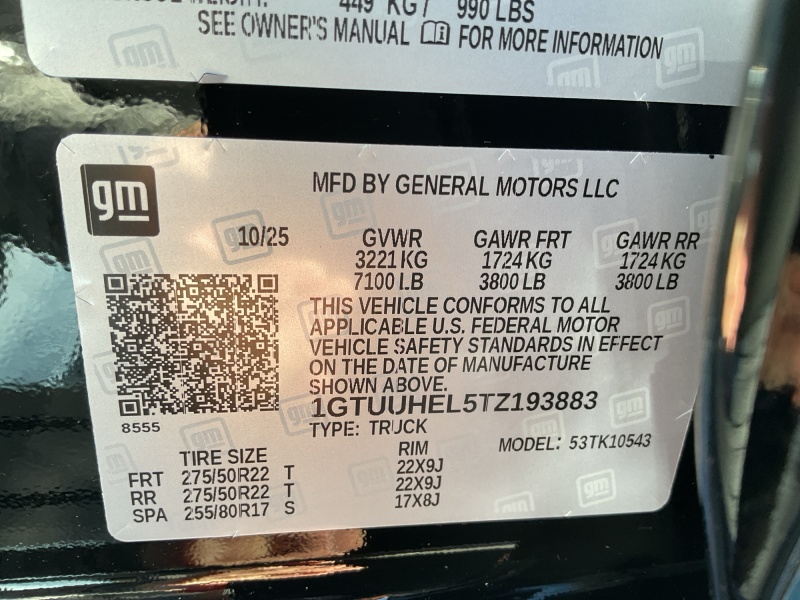 449 KG / 990 LBS
SEE OWNER'S MANUAL FOR MORE INFORMATION
gm
MFD BY GENERAL MOTORS LLC
10/25 GVWR GAWR FRT GAWR RR
3221 KG 1724 KG 1724 KG
7100 LB 3800 LB 3800 LB
THIS VEHICLE CONFORMS TO ALL
APPLICABLE U.S. FEDERAL MOTOR
VEHICLE SAFETY STANDARDS IN EFFECT
ON THE DATE OF MANUFACTURE
SHOWN ABOVE.
1GTUUHEL5TZ193883
8555 TYPE: TRUCK MODEL: 53TK10543
TIRE SIZE RIM
FRT 275/50R22 T 22X9J
RR 275/50R22 T 22X9J
SPA 255/80R17 S 17X8J